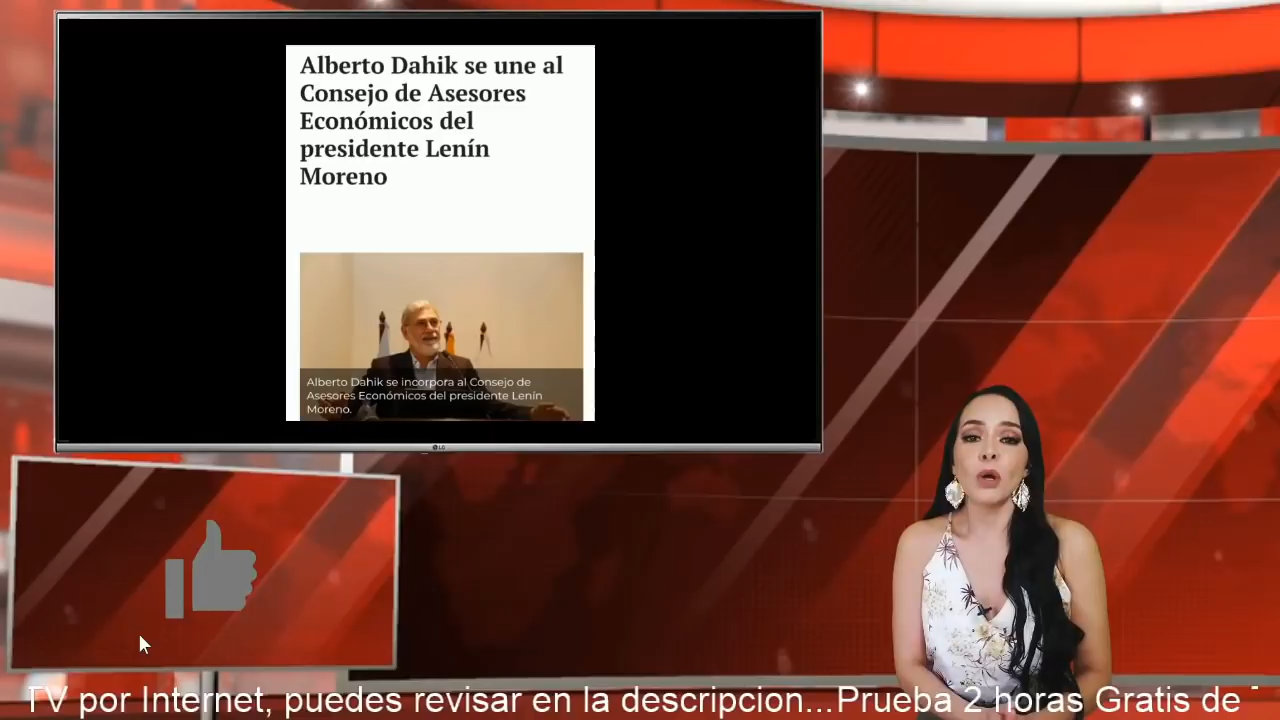 Alberto Dahik se une al
Consejo de Asesores
Económicos del
presidente Lenín
Moreno
Alberto Dahik se incorpora al Consejo de
Asesores Económicos del presidente Lenín
Moreno.
LG
TV por Internet, puedes revisar en la descripcion...Prueba 2 horas Gratis de